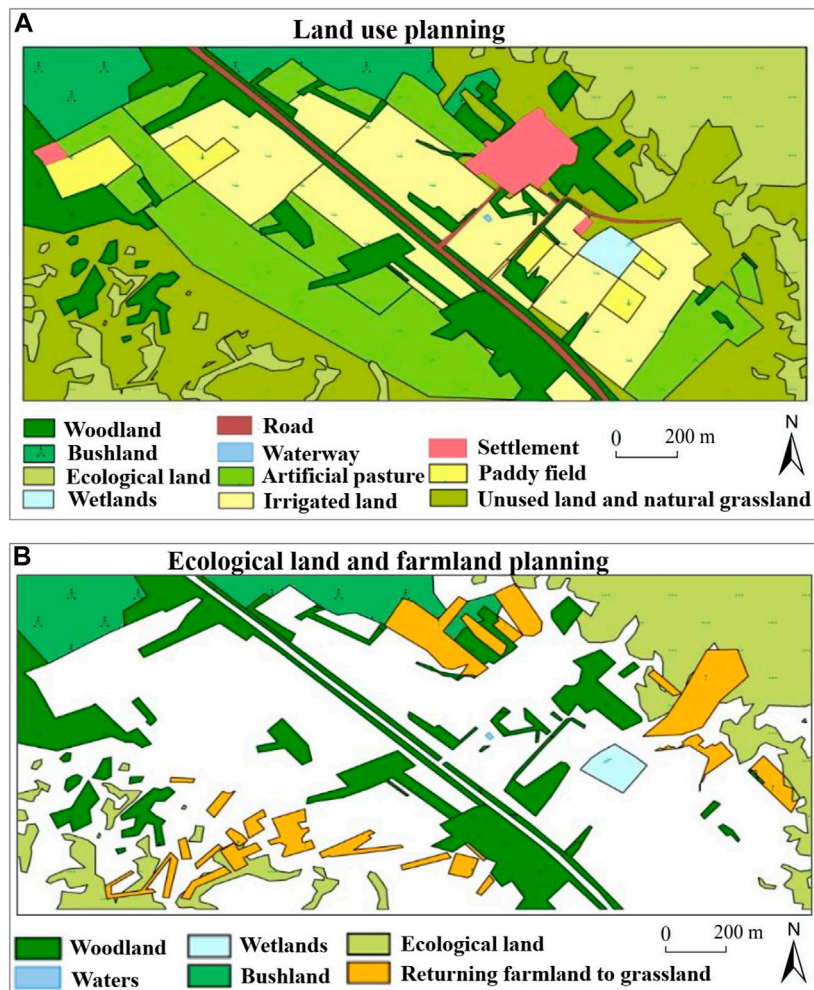 A
Land use planning
Woodland
Road
Bushland
Waterway
Settlement
0 200 m
N
Ecological land
Artificial pasture
Paddy field
Wetlands
Irrigated land
Unused land and natural grassland
B
Ecological land and farmland planning
Woodland
Wetlands
Ecological land
0 200 m
N
Waters
Bushland
Returning farmland to grassland